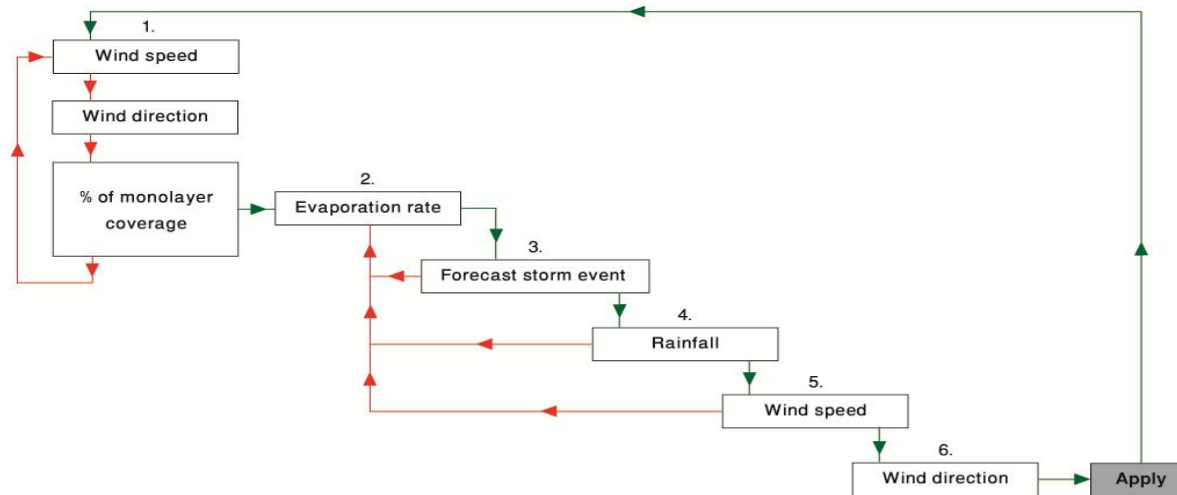 1.
Wind speed
Wind direction
% of monolayer
coverage
2.
Evaporation rate
3.
Forecast storm event
4.
Rainfall
5.
Wind speed
6.
Wind direction
Apply